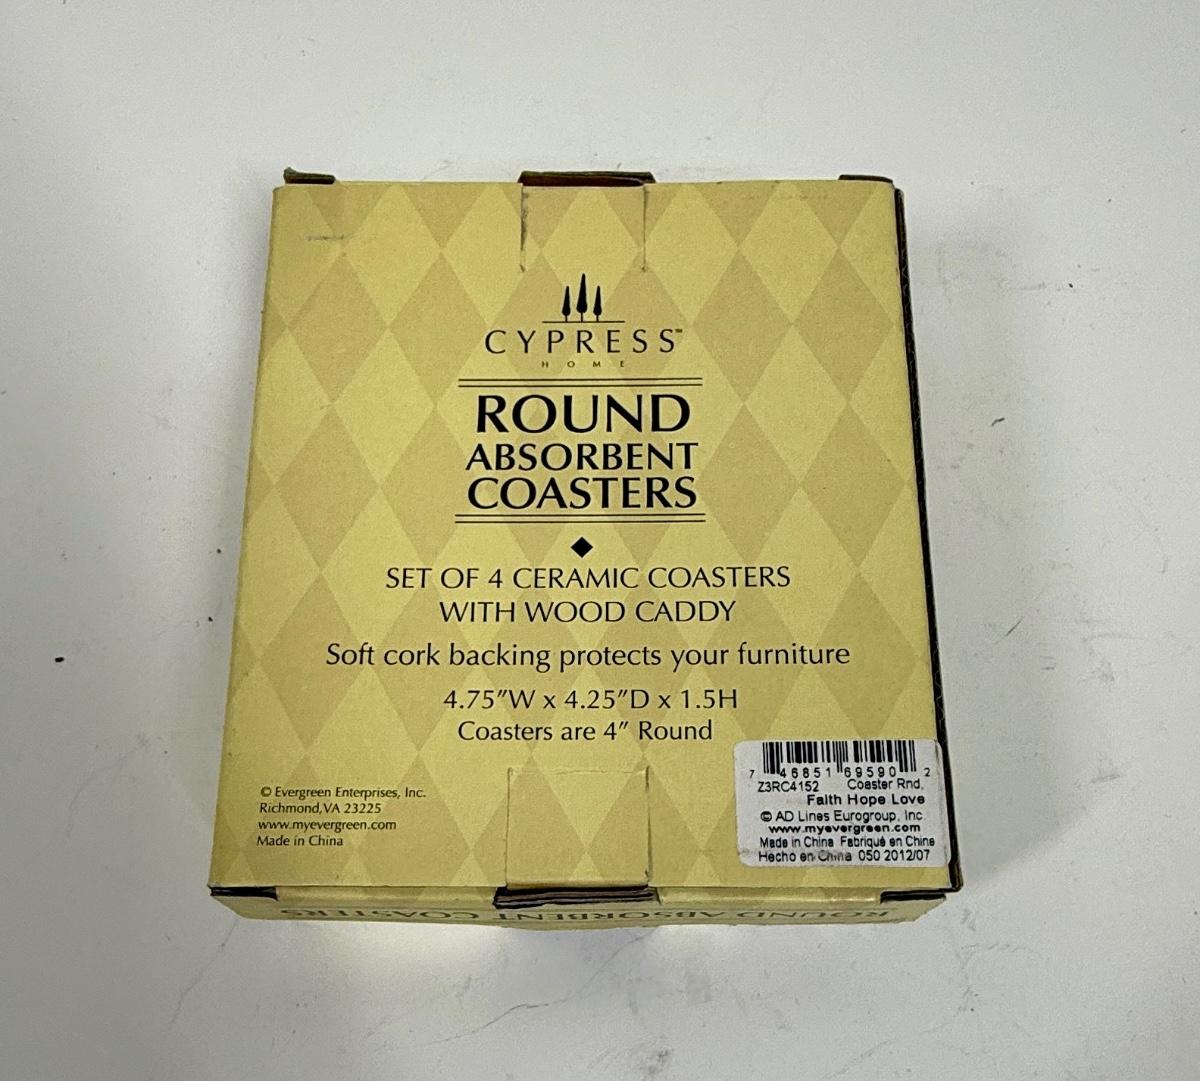 CYPRESS™
HOME
ROUND
ABSORBENT
COASTERS
SET OF 4 CERAMIC COASTERS
WITH WOOD CADDY
Soft cork backing protects your furniture
4.75"W x 4.25"D x 1.5H
Coasters are 4" Round
© Evergreen Enterprises, Inc.
Richmond, VA 23225
www.myevergreen.com
Made in China
7 46851 69590 2
Z3RC4152 Coaster Rnd,
Faith Hope Love
© AD Lines Eurogroup, Inc
www.myevergreen.com
Made in China Fabriqué en Chine
Hecho en China 050 2012/07
ROUND ABSORBENT COASTERS